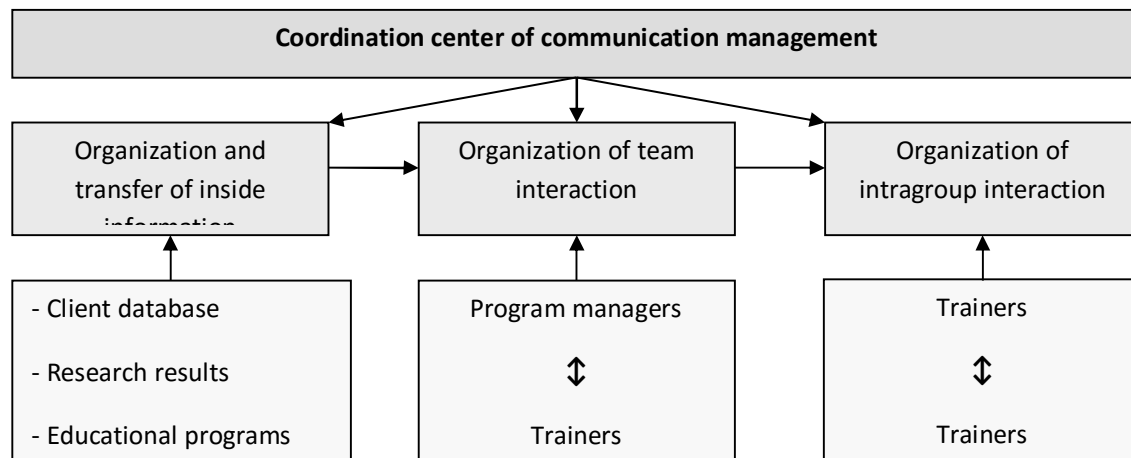 Coordination center of communication management
Organization and
transfer of inside
information
Organization of team
interaction
Organization of
intragroup interaction
- Client database
- Research results
- Educational programs
Program managers
↕
Trainers
Trainers
↕
Trainers